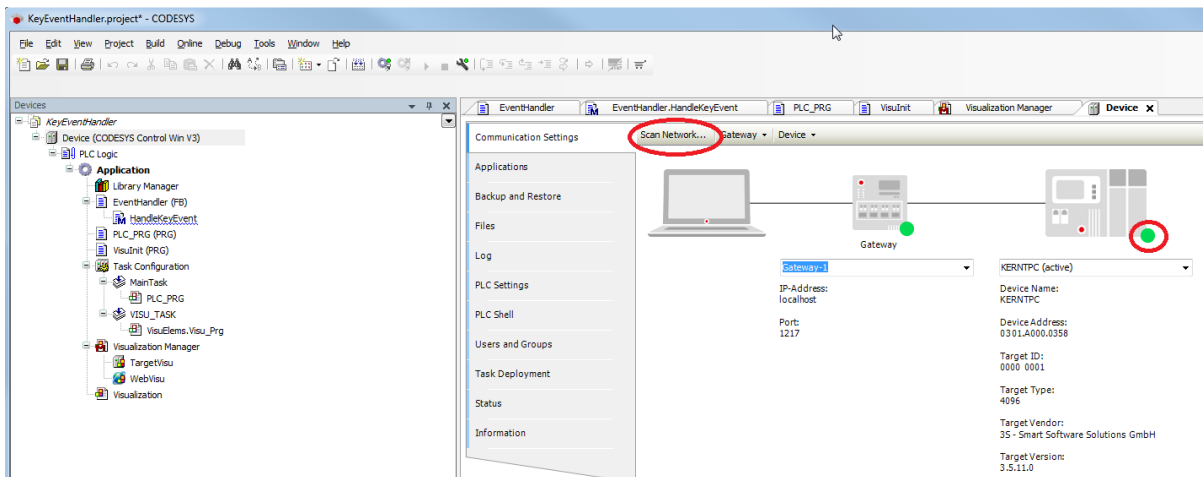 KeyEventHandler.project* - CODESYS
File Edit View Project Build Online Debug Tools Window Help
Devices
KeyEventHandler
Device (CODESYS Control Win V3)
PLC Logic
Application
Library Manager
EventHandler (FB)
HandleKeyEvent
PLC_PRG (PRG)
VisuInit (PRG)
Task Configuration
MainTask
PLC_PRG
VISU_TASK
VisuElems.Visu_Prg
Visualization Manager
TargetVisu
WebVisu
Visualization
EventHandler EventHandler.HandleKeyEvent PLC_PRG VisuInit Visualization Manager Device
Communication Settings
Applications
Backup and Restore
Files
Log
PLC Settings
PLC Shell
Users and Groups
Task Deployment
Status
Information
Scan Network... Gateway Device
Gateway
Gateway-1
IP-Address:
localhost
Port:
1217
KERNTPC (active)
Device Name:
KERNTPC
Device Address:
0301.A000.0358
Target ID:
0000 0001
Target Type:
4096
Target Vendor:
3S - Smart Software Solutions GmbH
Target Version:
3.5.11.0